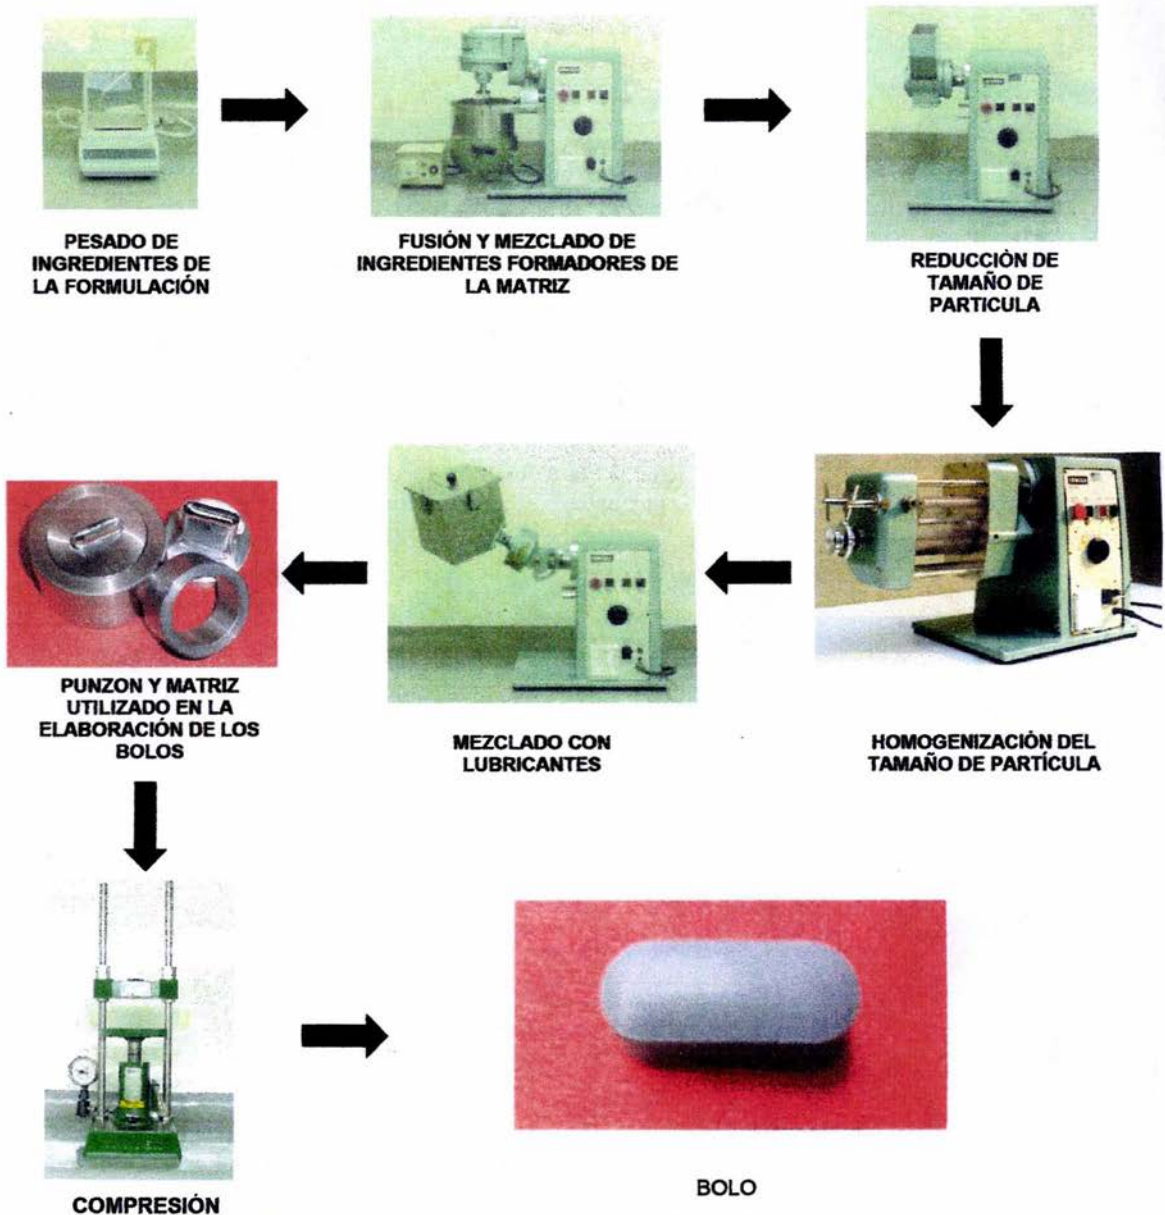 PESADO DE
INGREDIENTES DE
LA FORMULACIÓN
FUSIÓN Y MEZCLADO DE
INGREDIENTES FORMADORES DE
LA MATRIZ
REDUCCIÓN DE
TAMAÑO DE
PARTICULA
HOMOGENIZACIÓN DEL
TAMAÑO DE PARTÍCULA
MEZCLADO CON
LUBRICANTES
PUNZON Y MATRIZ
UTILIZADO EN LA
ELABORACIÓN DE LOS
BOLOS
COMPRESIÓN
BOLO